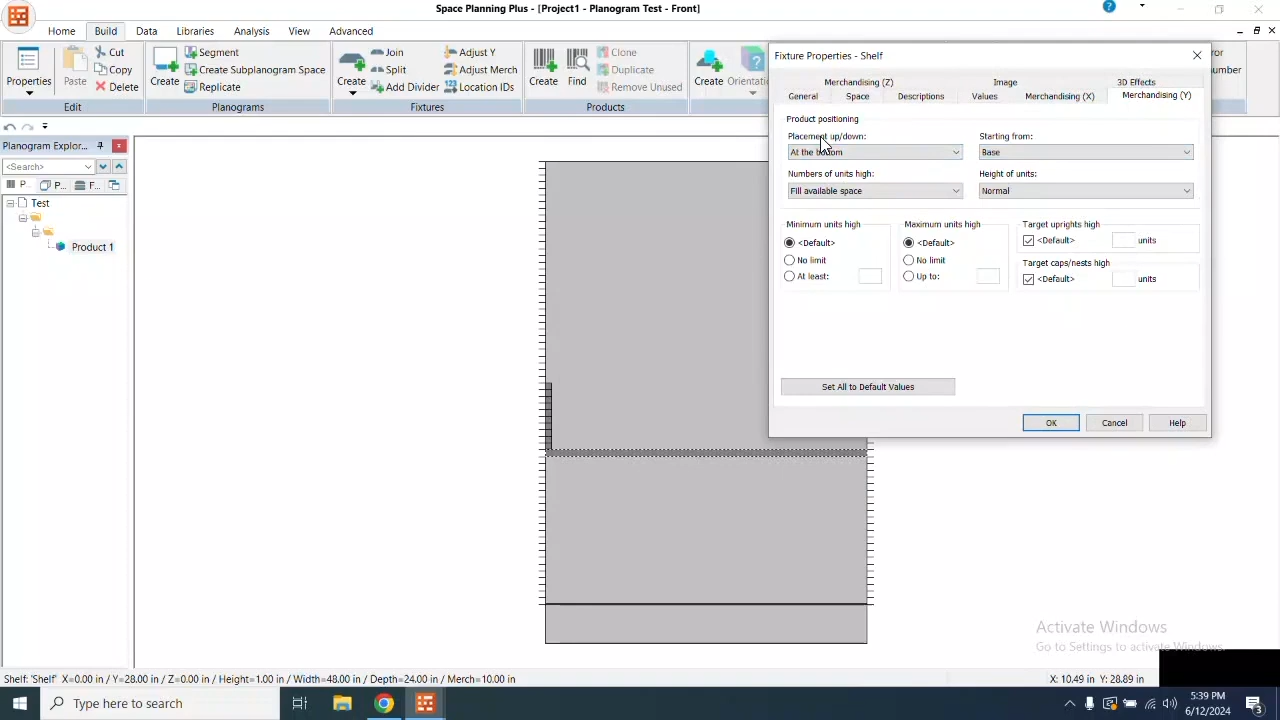 Space Planning Plus - [Project1 - Planogram Test - Front]
Home Build Data Libraries Analysis View Advanced
Properties Paste Cut Copy Delete
Edit
Create Segment Create Subplanogram Space Replicate
Planograms
Create Join Split Add Divider Adjust Y Adjust Merch Location IDs
Fixtures
Create Find Clone Duplicate Remove Unused
Products
Create
Planogram Explor...
<Search>
P... P... F...
Test
Product 1
Fixture Properties - Shelf
Merchandising (Z) Image 3D Effects
General Space Descriptions Values Merchandising (X) Merchandising (Y)
Product positioning
Placement up/down: Starting from:
At the bottom Base
Numbers of units high: Height of units:
Fill available space Normal
Minimum units high Maximum units high Target uprights high
<Default> <Default> <Default> units
No limit No limit Target caps/nests high
At least: Up to: <Default> units
Set All to Default Values
OK Cancel Help
Activate Windows
Go to Settings to activate Windows.
Shelf: 'Shelf' X=0.00 in / Y=28.00 in / Z=0.00 in / Height=1.00 in / Width=48.00 in / Depth=24.00 in / Merch=10.00 in
X: 10.49 in Y: 28.89 in
Type here to search
5:39 PM
6/12/2024
3